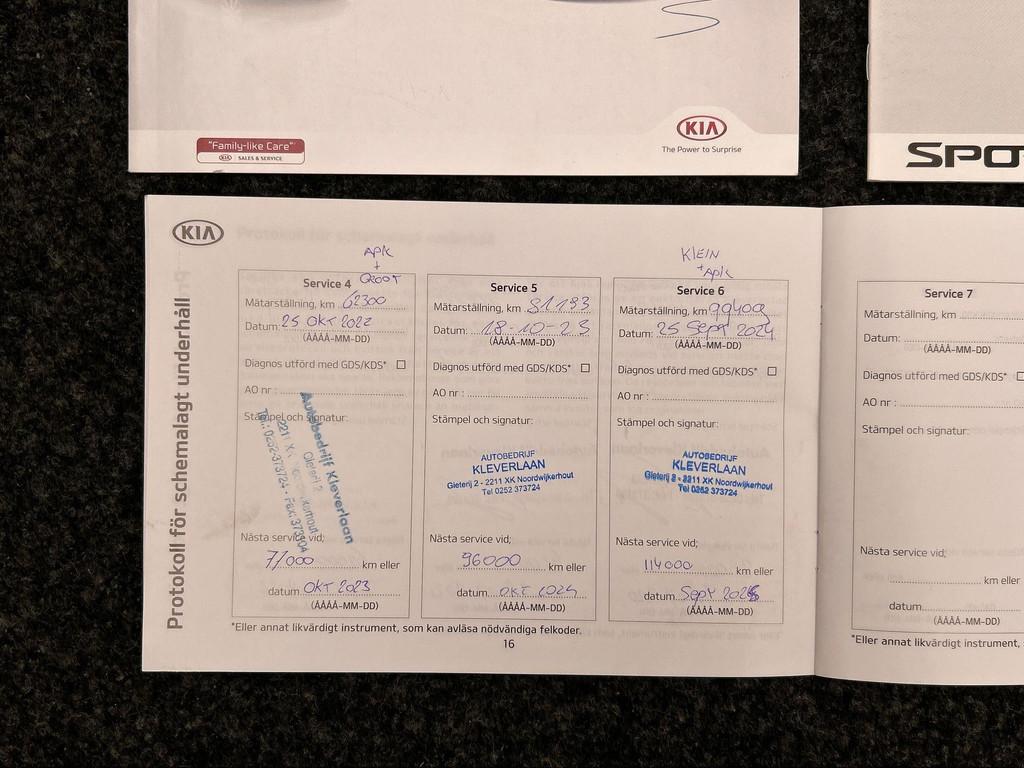 "Family-like Care"
KIA SALES & SERVICE
KIA
The Power to Surprise
SPO
KIA
Protokoll för schemalagt underhåll
APK
+
GROOT
Service 4
Mätarställning, km 62300
Datum: 25 OKT 2022
(ÅÅÅÅ-MM-DD)
Diagnos utförd med GDS/KDS*
AO nr :
Stämpel och signatur:
Autobedrijf Kleverlaan
Gieterij 2
Tel.: 0252-373724 - Fax: 373
Nästa service vid;
77000 km eller
datum OKT 2023
(ÅÅÅÅ-MM-DD)
Service 5
Mätarställning, km 81193
Datum: 18-10-23
(ÅÅÅÅ-MM-DD)
Diagnos utförd med GDS/KDS*
AO nr :
Stämpel och signatur:
AUTOBEDRIJF
KLEVERLAAN
Gieterij 2 - 2211 XK Noordwijkerhout
Tel 0252 373724
Nästa service vid;
96000 km eller
datum OKT 2024
(ÅÅÅÅ-MM-DD)
KLEIN
+ APK
Service 6
Mätarställning, km 99409
Datum: 25 Sept 2024
(ÅÅÅÅ-MM-DD)
Diagnos utförd med GDS/KDS*
AO nr :
Stämpel och signatur:
AUTOBEDRIJF
KLEVERLAAN
Gieterij 2 - 2211 XK Noordwijkerhout
Tel 0252 373724
Nästa service vid;
114000 km eller
datum Sept 2025
(ÅÅÅÅ-MM-DD)
*Eller annat likvärdigt instrument, som kan avläsa nödvändiga felkoder.
16
Service 7
Mätarställning, km
Datum:
(ÅÅÅÅ-MM-DD)
Diagnos utförd med GDS/KDS*
AO nr :
Stämpel och signatur:
Nästa service vid;
km eller
datum
(ÅÅÅÅ-MM-DD)
*Eller annat likvärdigt instrument,